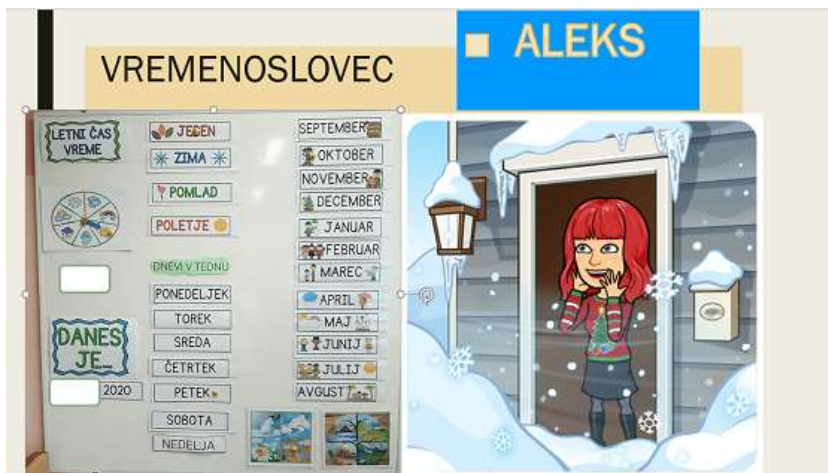 VREMENOSLOVEC
ALEKS
LETNI ČAS
VREME
JESEN
ZIMA
POMLAD
POLETJE
DNEVI V TEDNU
PONEDELJEK
TOREK
SREDA
ČETRTEK
PETEK
SOBOTA
NEDELJA
SEPTEMBER
OKTOBER
NOVEMBER
DECEMBER
JANUAR
FEBRUAR
MAREC
APRIL
MAJ
JUNIJ
JULIJ
AVGUST
DANES
JE_
2020